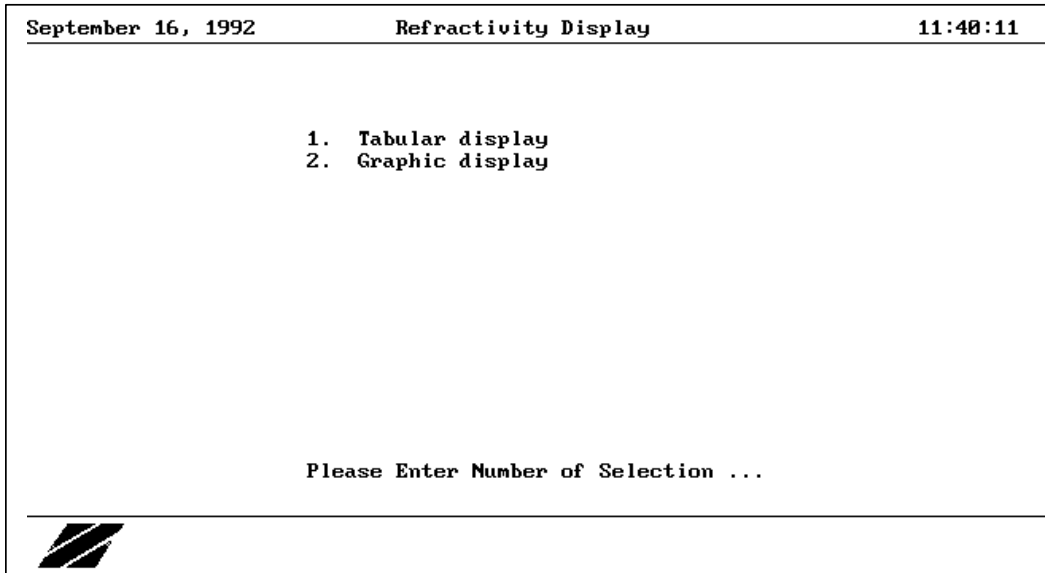 September 16, 1992 Refractivity Display 11:40:11
1. Tabular display
2. Graphic display
Please Enter Number of Selection ...